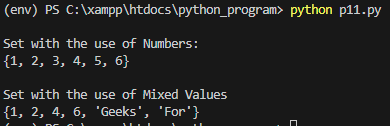 (env) PS C:\xampp\htdocs\python_program> python p11.py
Set with the use of Numbers:
{1, 2, 3, 4, 5, 6}
Set with the use of Mixed Values
{1, 2, 4, 6, 'Geeks', 'For'}